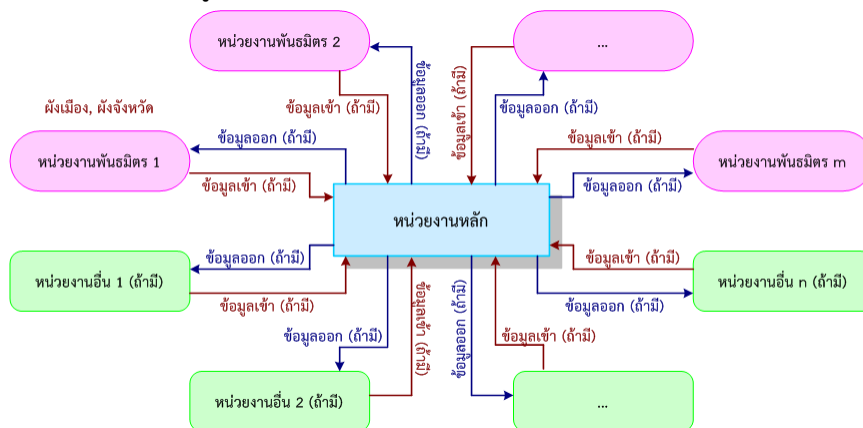 หน่วยงานพันธมิตร 2
...
ข้อมูลออก (ถ้ามี)
ข้อมูลเข้า (ถ้ามี)
ข้อมูลเข้า (ถ้ามี)
ข้อมูลออก (ถ้ามี)
ผังเมือง, ผังจังหวัด
ข้อมูลออก (ถ้ามี)
ข้อมูลเข้า (ถ้ามี)
หน่วยงานพันธมิตร 1
หน่วยงานพันธมิตร m
ข้อมูลเข้า (ถ้ามี)
ข้อมูลออก (ถ้ามี)
หน่วยงานหลัก
ข้อมูลออก (ถ้ามี)
ข้อมูลเข้า (ถ้ามี)
หน่วยงานอื่น 1 (ถ้ามี)
หน่วยงานอื่น n (ถ้ามี)
ข้อมูลเข้า (ถ้ามี)
ข้อมูลออก (ถ้ามี)
ข้อมูลออก (ถ้ามี)
ข้อมูลเข้า (ถ้ามี)
ข้อมูลออก (ถ้ามี)
ข้อมูลเข้า (ถ้ามี)
หน่วยงานอื่น 2 (ถ้ามี)
...